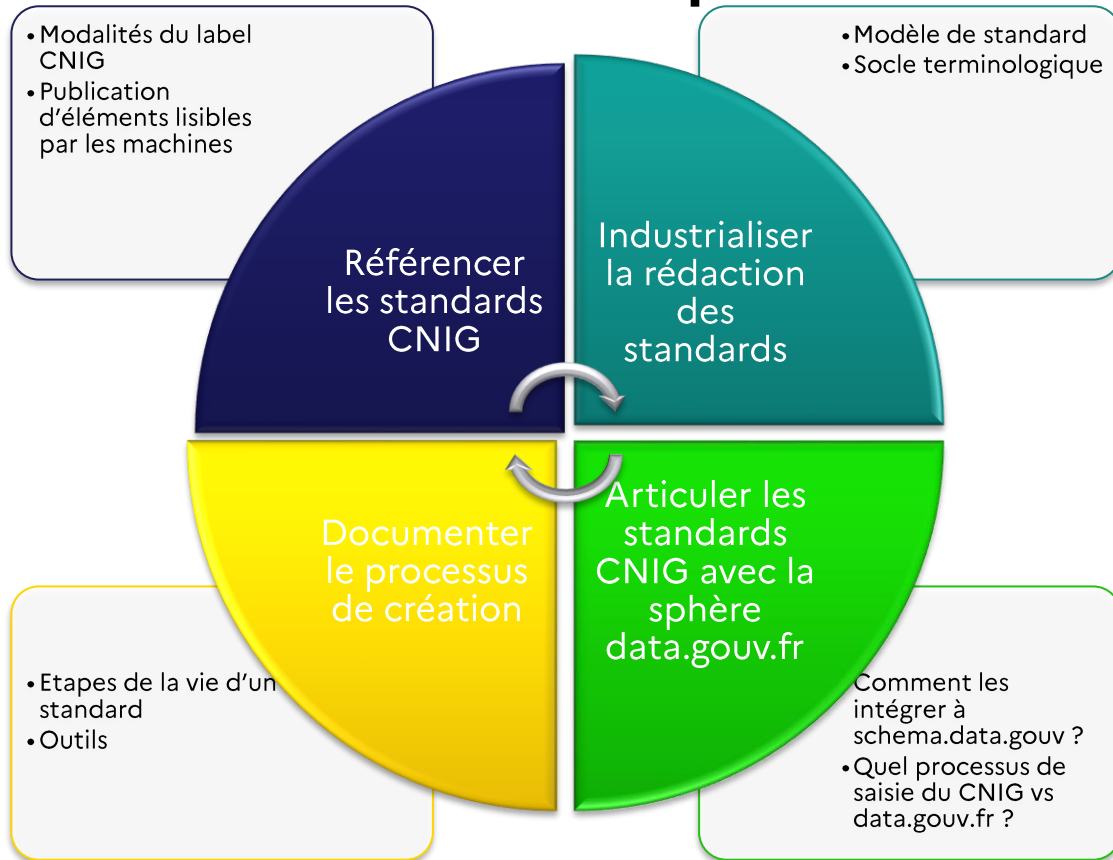 • Modalités du label
CNIG
• Publication
d'éléments lisibles
par les machines
• Modèle de standard
• Socle terminologique
Référencer
les standards
CNIG
Industrialiser
la rédaction
des
standards
Documenter
le processus
de création
Articuler les
standards
CNIG avec la
sphère
data.gouv.fr
• Etapes de la vie d'un
standard
• Outils
Comment les
intégrer à
schema.data.gouv ?
• Quel processus de
saisie du CNIG vs
data.gouv.fr ?